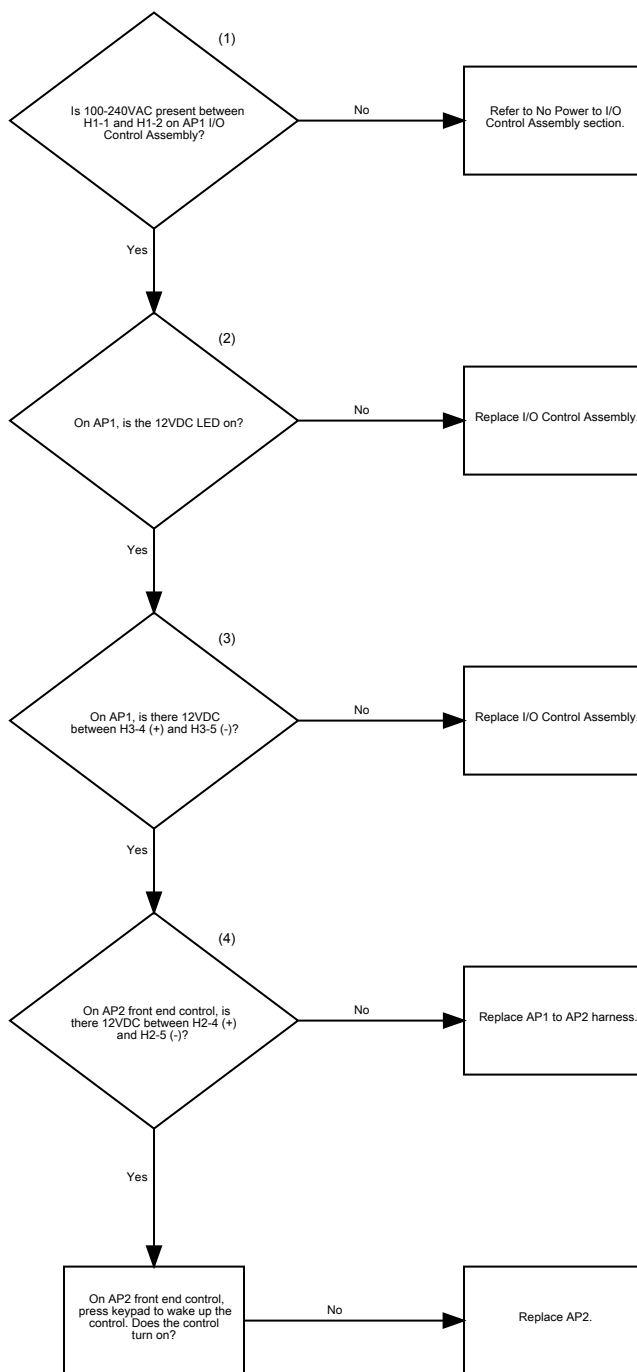 (1)
Is 100-240VAC present between
H1-1 and H1-2 on AP1 I/O
Control Assembly?
No
Refer to No Power to I/O
Control Assembly section.
Yes
(2)
On AP1, is the 12VDC LED on?
No
Replace I/O Control Assembly.
Yes
(3)
On AP1, is there 12VDC
between H3-4 (+) and H3-5 (-)?
No
Replace I/O Control Assembly.
Yes
(4)
On AP2 front end control, is
there 12VDC between H2-4 (+)
and H2-5 (-)?
No
Replace AP1 to AP2 harness.
Yes
On AP2 front end control,
press keypad to wake up the
control. Does the control
turn on?
No
Replace AP2.